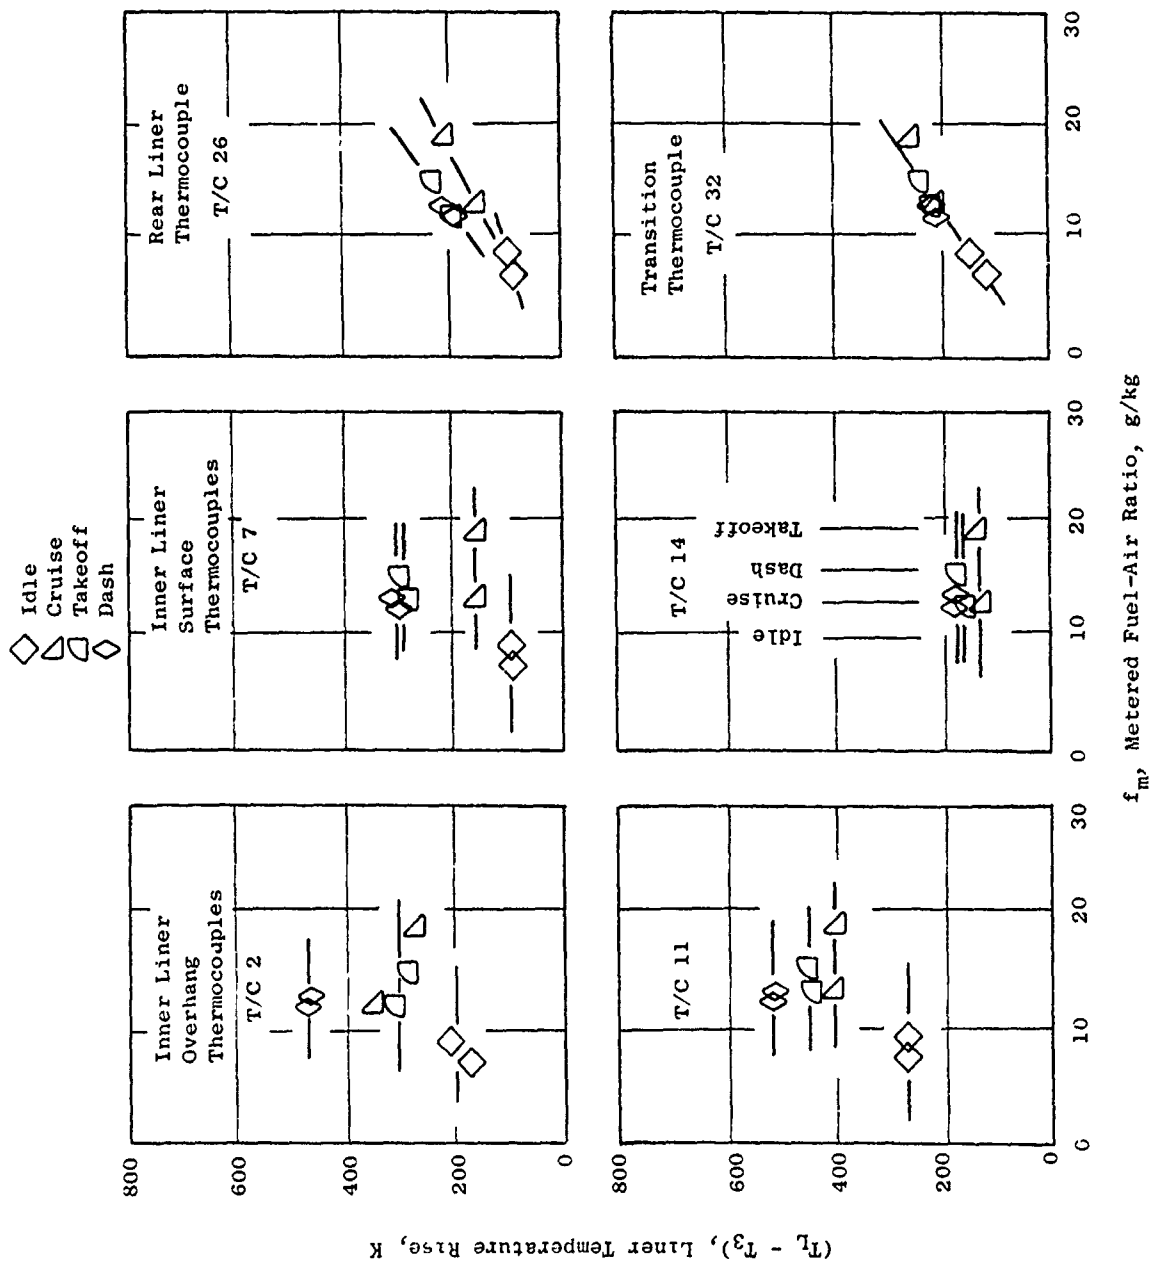 Idle
Cruise
Takeoff
Dash
Inner Liner
Overhang
Thermocouples
T/C 2
Inner Liner
Surface
Thermocouples
T/C 7
Rear Liner
Thermocouple
T/C 26
800
600
400
200
0
T/C 11
T/C 14
Idle
Cruise
Dash
Takeoff
Transition
Thermocouple
T/C 32
800
600
400
200
0
0 10 20 30
0 10 20 30
0 10 20 30
(TL - T3), Liner Temperature Rise, K
fm, Metered Fuel-Air Ratio, g/kg